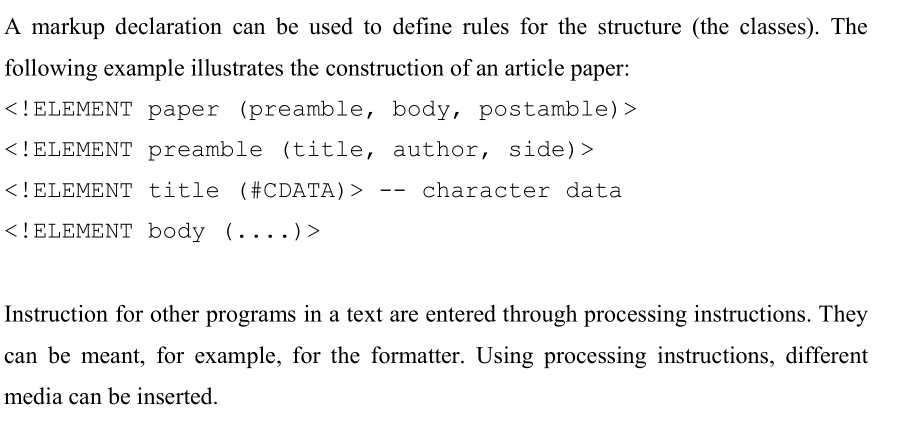 A markup declaration can be used to define rules for the structure (the classes). The
following example illustrates the construction of an article paper:
<!ELEMENT paper (preamble, body, postamble)>
<!ELEMENT preamble (title, author, side)>
<!ELEMENT title (#CDATA)> -- character data
<!ELEMENT body (....)>
Instruction for other programs in a text are entered through processing instructions. They
can be meant, for example, for the formatter. Using processing instructions, different
media can be inserted.